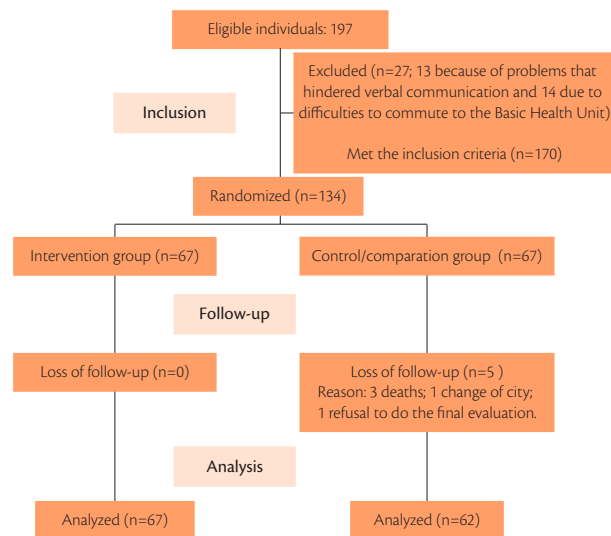 Eligible individuals: 197
Excluded (n=27; 13 because of problems that
hindered verbal communication and 14 due to
difficulties to commute to the Basic Health Unit)
Met the inclusion criteria (n=170)
Inclusion
Randomized (n=134)
Intervention group (n=67)
Control/comparation group (n=67)
Follow-up
Loss of follow-up (n=0)
Loss of follow-up (n=5 )
Reason: 3 deaths; 1 change of city;
1 refusal to do the final evaluation.
Analysis
Analyzed (n=67)
Analyzed (n=62)